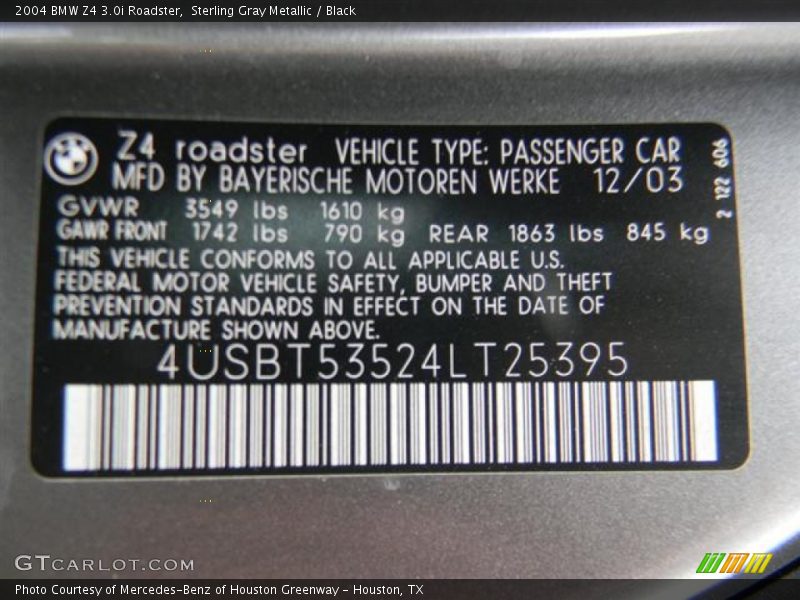 2004 BMW Z4 3.0i Roadster,  Sterling Gray Metallic / Black
Z4 roadster VEHICLE TYPE: PASSENGER CAR
MFD BY BAYERISCHE MOTOREN WERKE 12/03
GVWR 3549 lbs 1610 kg
GAWR FRONT 1742 lbs 790 kg REAR 1863 lbs 845 kg
THIS VEHICLE CONFORMS TO ALL APPLICABLE U.S.
FEDERAL MOTOR VEHICLE SAFETY, BUMPER AND THEFT
PREVENTION STANDARDS IN EFFECT ON THE DATE OF
MANUFACTURE SHOWN ABOVE.
4USBT53524LT25395
2 122 606
GTCARLOT.COM
Photo Courtesy of Mercedes-Benz of Houston Greenway - Houston, TX